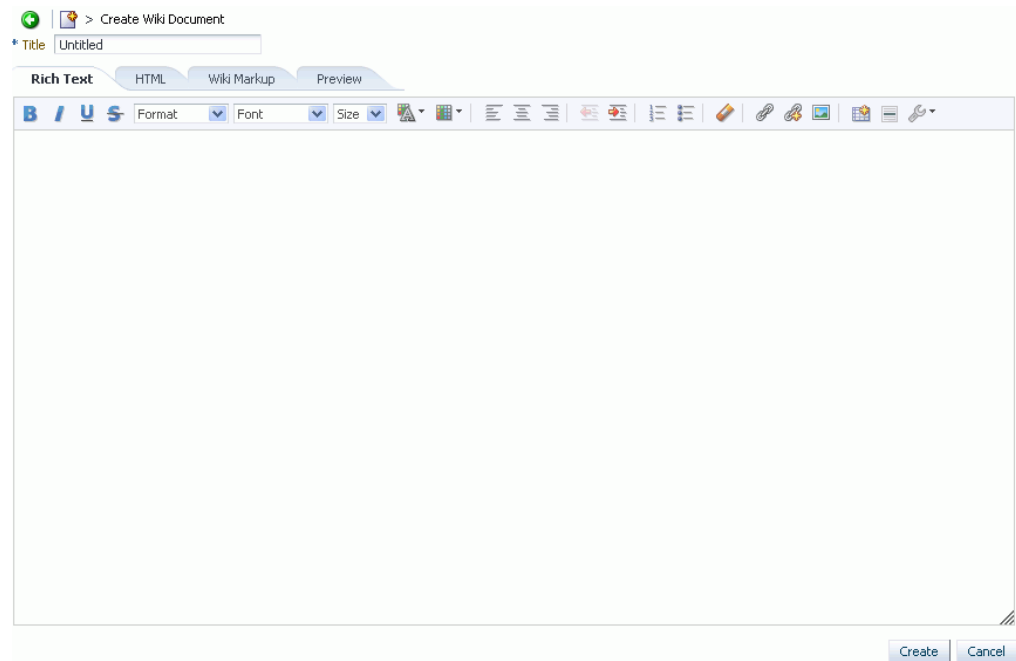 > Create Wiki Document
* Title Untitled
Rich Text HTML Wiki Markup Preview
B I U S Format Font Size
Create Cancel